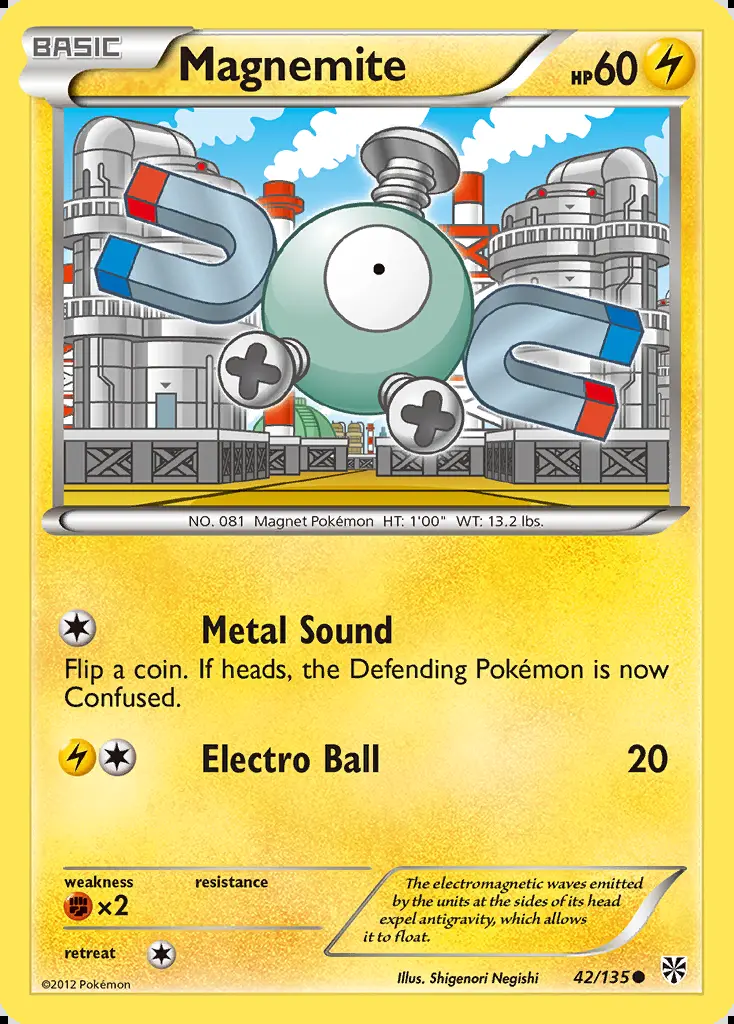 BASIC
Magnemite
HP60
NO. 081 Magnet Pokémon HT: 1'00" WT: 13.2 lbs.
Metal Sound
Flip a coin. If heads, the Defending Pokémon is now
Confused.
Electro Ball 20
weakness resistance
×2
retreat
The electromagnetic waves emitted
by the units at the sides of its head
expel antigravity, which allows
it to float.
©2012 Pokémon
Illus. Shigenori Negishi
42/135